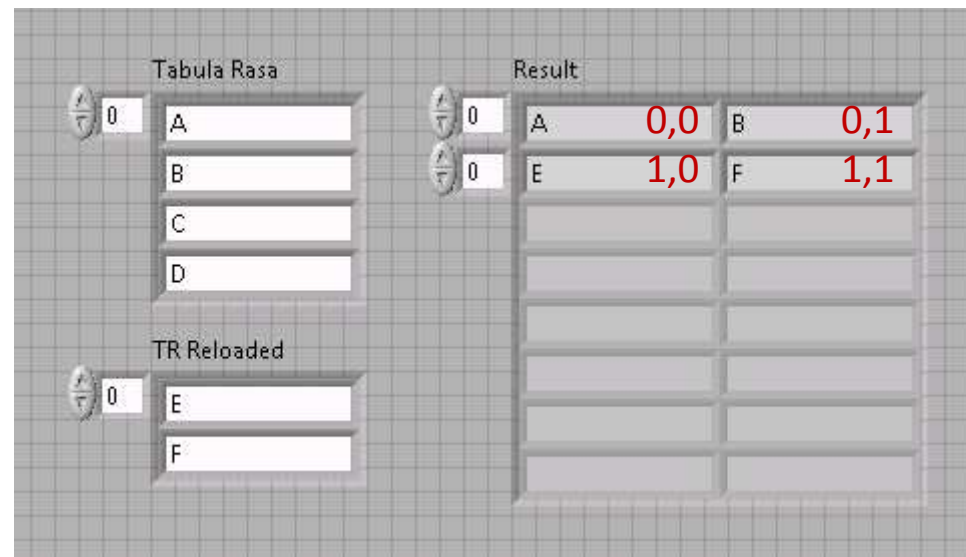 Tabula Rasa
0
A
B
C
D
TR Reloaded
0
E
F
Result
0
0
A 0,0 B 0,1
E 1,0 F 1,1